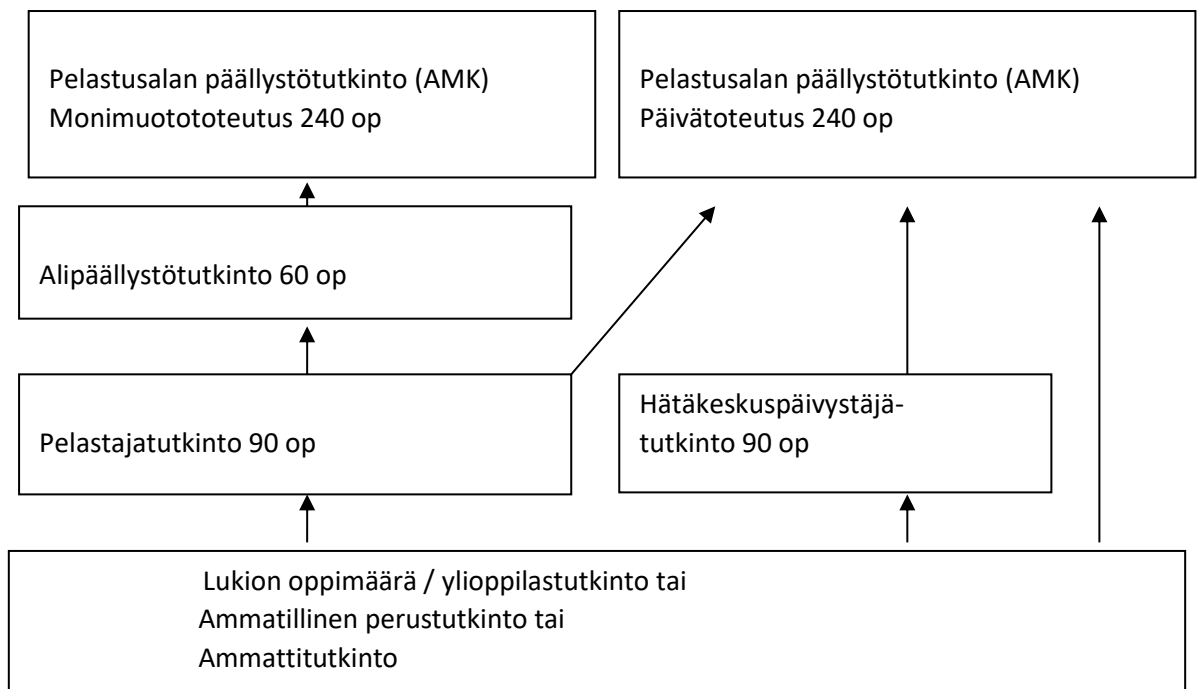 Pelastusalan päällystötutkinto (AMK)
Monimuotototeutus 240 op
Pelastusalan päällystötutkinto (AMK)
Päivätoteutus 240 op
Alipäällystötutkinto 60 op
Pelastajatutkinto 90 op
Hätäkeskuspäivystäjä-
tutkinto 90 op
Lukion oppimäärä / ylioppilastutkinto tai
Ammatillinen perustutkinto tai
Ammattitutkinto